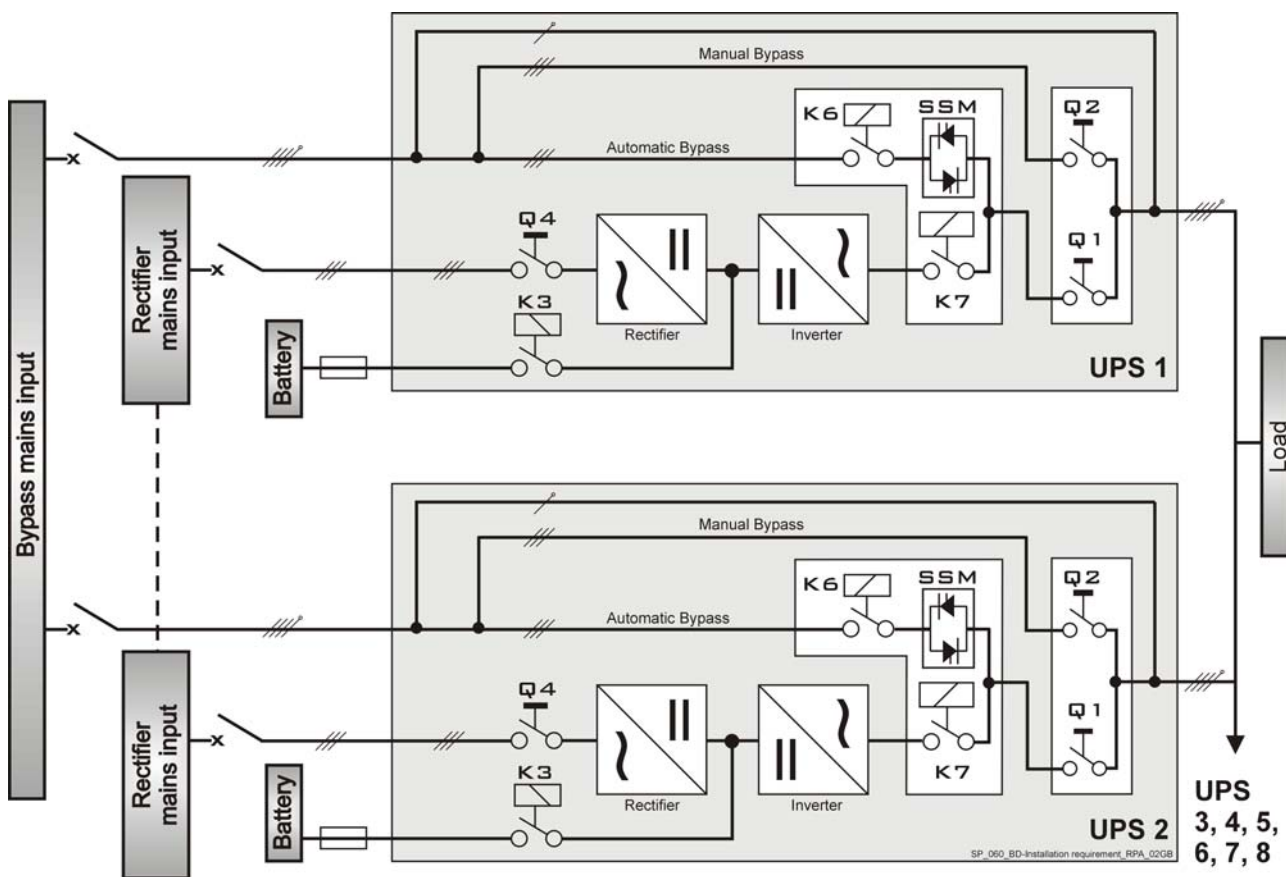 Manual Bypass
K6
SSM
Q2
Automatic Bypass
Q4
Q1
K3
K7
Rectifier
Inverter
UPS 1
Bypass mains input
Rectifier
mains input
Battery
Load
Manual Bypass
K6
SSM
Q2
Automatic Bypass
Q4
Q1
K3
K7
Rectifier
Inverter
UPS 2
SP_060_BD-Installation requirement_RPA_02GB
Rectifier
mains input
Battery
UPS
3, 4, 5,
6, 7, 8